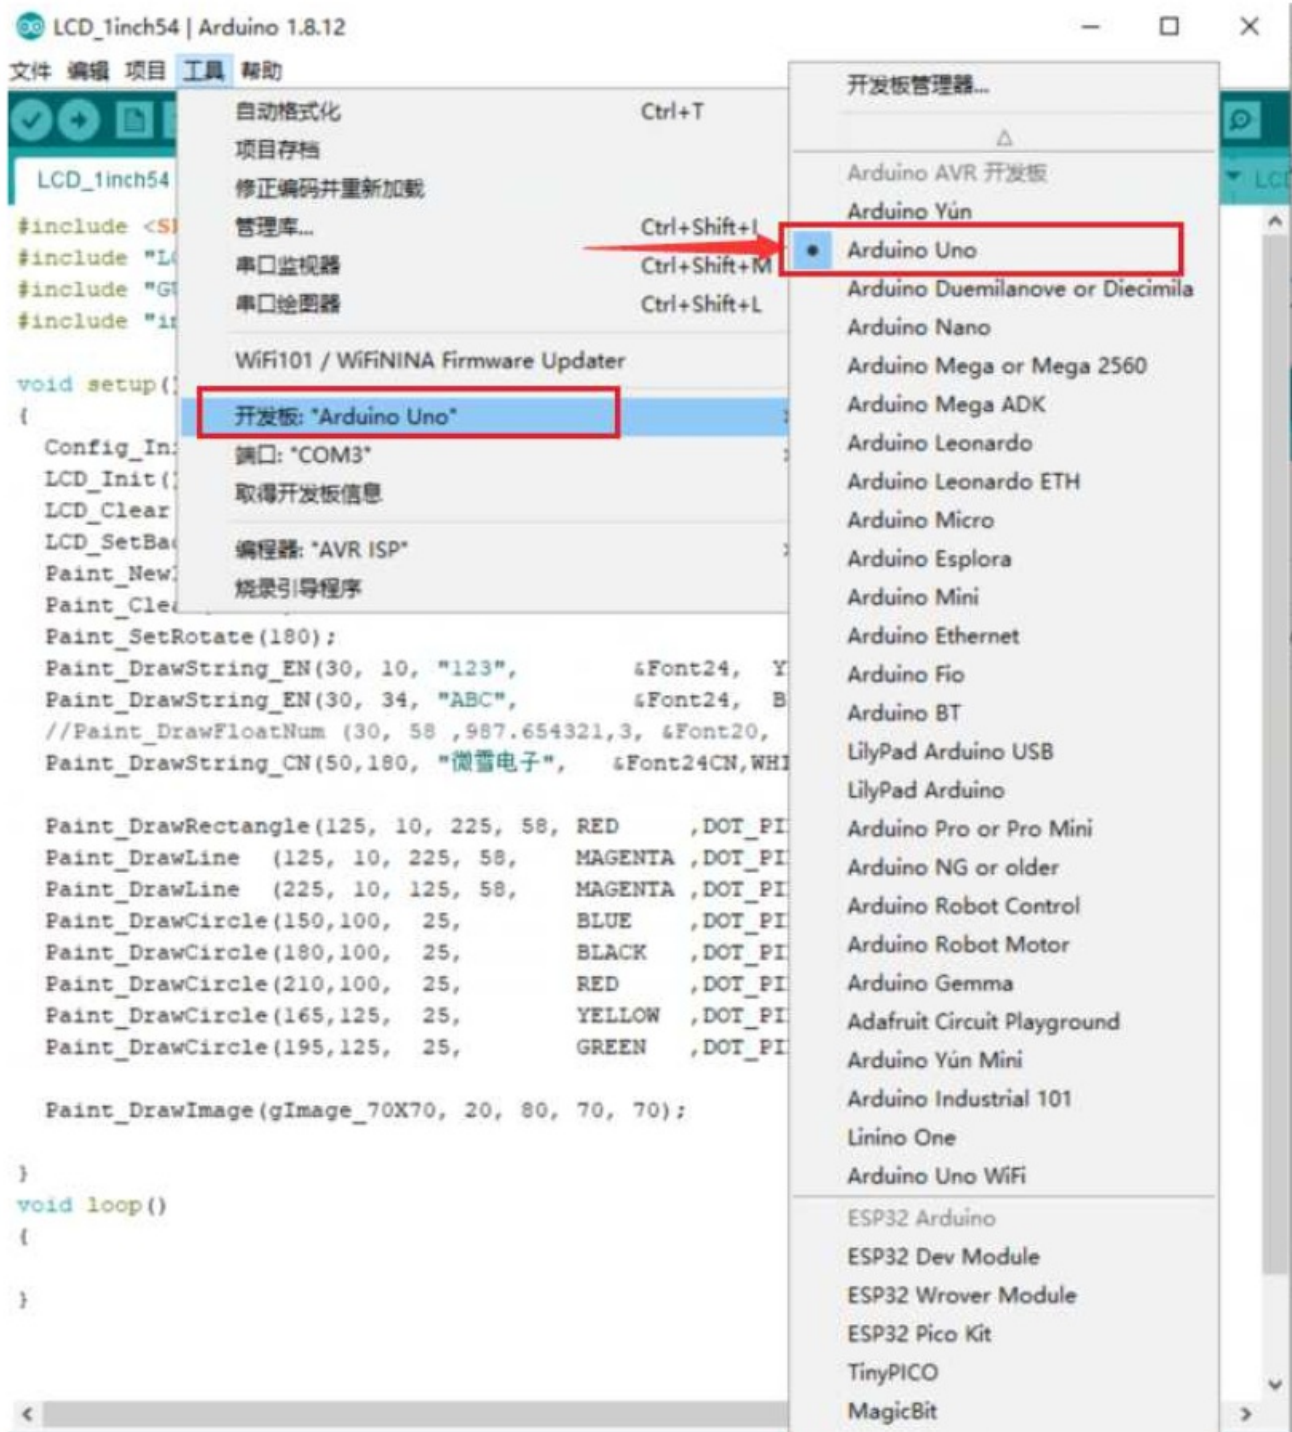 LCD_1inch54 | Arduino 1.8.12
文件 编辑 项目 工具 帮助
LCD_1inch54
#include
#include
#include
#include
void setup()
{
LCD_Init(
LCD_Clear
Paint_SetRotate(180);
Paint_DrawString_EN(30, 10, "123", &Font24,
Paint_DrawString_EN(30, 34, "ABC", &Font24,
//Paint_DrawFloatNum (30, 58 ,987.654321,3, &Font20,
Paint_DrawString_CN(50,180, "微雪电子", &Font24CN,WHI
Paint_DrawRectangle(125, 10, 225, 58, RED ,DOT_PI
Paint_DrawLine (125, 10, 225, 58, MAGENTA ,DOT_PI
Paint_DrawLine (225, 10, 125, 58, MAGENTA ,DOT_PI
Paint_DrawCircle(150,100, 25, BLUE ,DOT_PI
Paint_DrawCircle(180,100, 25, BLACK ,DOT_PI
Paint_DrawCircle(210,100, 25, RED ,DOT_PI
Paint_DrawCircle(165,125, 25, YELLOW ,DOT_PI
Paint_DrawCircle(195,125, 25, GREEN ,DOT_PI
Paint_DrawImage(gImage_70X70, 20, 80, 70, 70);
}
void loop()
{
}
自动格式化 Ctrl+T
项目存档
修正编码并重新加载
管理库... Ctrl+Shift+I
串口监视器 Ctrl+Shift+M
串口绘图器 Ctrl+Shift+L
WiFi101 / WiFiNINA Firmware Updater
开发板: "Arduino Uno"
端口: "COM3"
取得开发板信息
编程器: "AVR ISP"
烧录引导程序
开发板管理器...
Arduino AVR 开发板
Arduino Yún
Arduino Uno
Arduino Duemilanove or Diecimila
Arduino Nano
Arduino Mega or Mega 2560
Arduino Mega ADK
Arduino Leonardo
Arduino Leonardo ETH
Arduino Micro
Arduino Esplora
Arduino Mini
Arduino Ethernet
Arduino Fio
Arduino BT
LilyPad Arduino USB
LilyPad Arduino
Arduino Pro or Pro Mini
Arduino NG or older
Arduino Robot Control
Arduino Robot Motor
Arduino Gemma
Adafruit Circuit Playground
Arduino Yún Mini
Arduino Industrial 101
Linino One
Arduino Uno WiFi
ESP32 Arduino
ESP32 Dev Module
ESP32 Wrover Module
ESP32 Pico Kit
TinyPICO
MagicBit